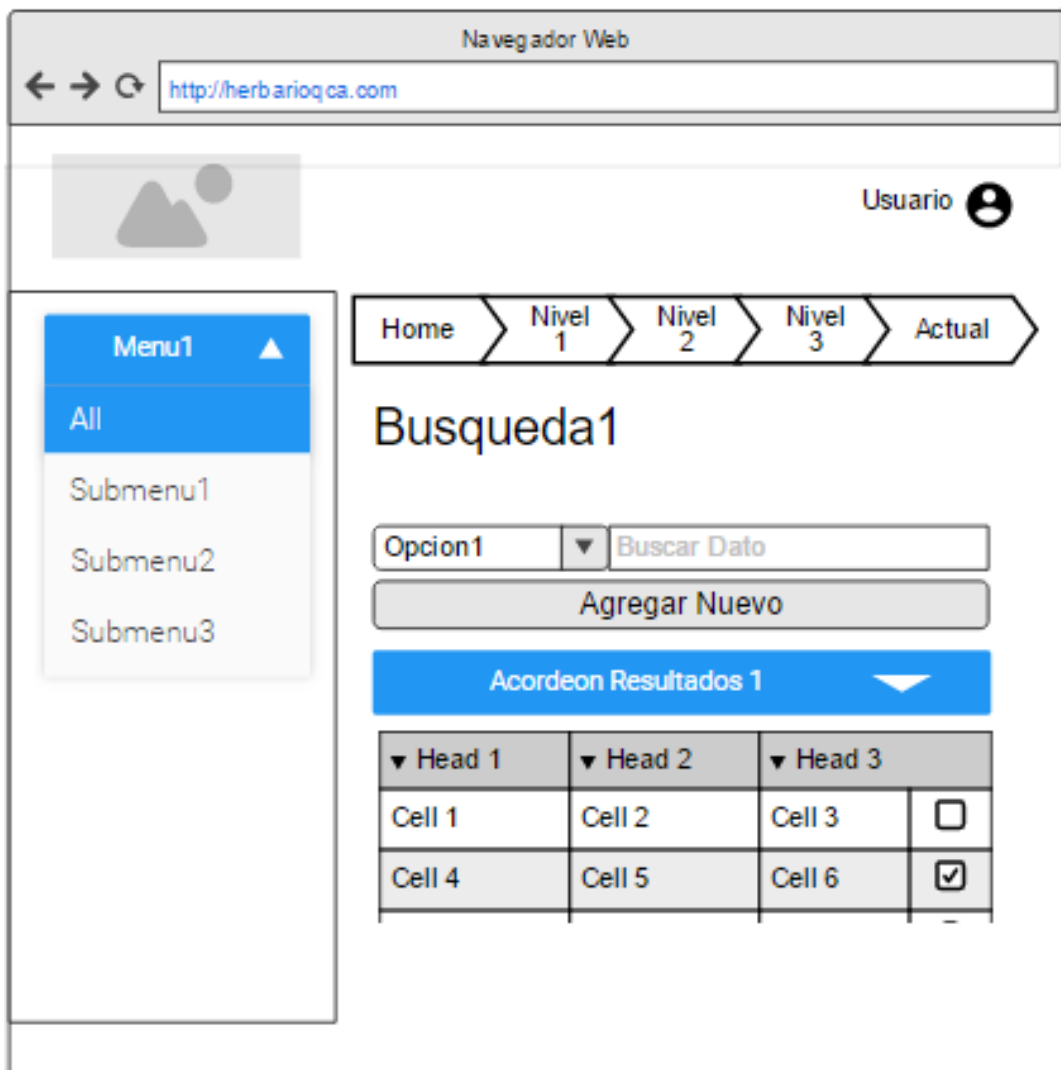 Navegador Web
http://herbarioqca.com
Usuario
Menu1
All
Submenu1
Submenu2
Submenu3
Home
Nivel
1
Nivel
2
Nivel
3
Actual
Busqueda1
Opcion1
Buscar Dato
Agregar Nuevo
Acordeon Resultados 1
Head 1 Head 2 Head 3
Cell 1 Cell 2 Cell 3
Cell 4 Cell 5 Cell 6